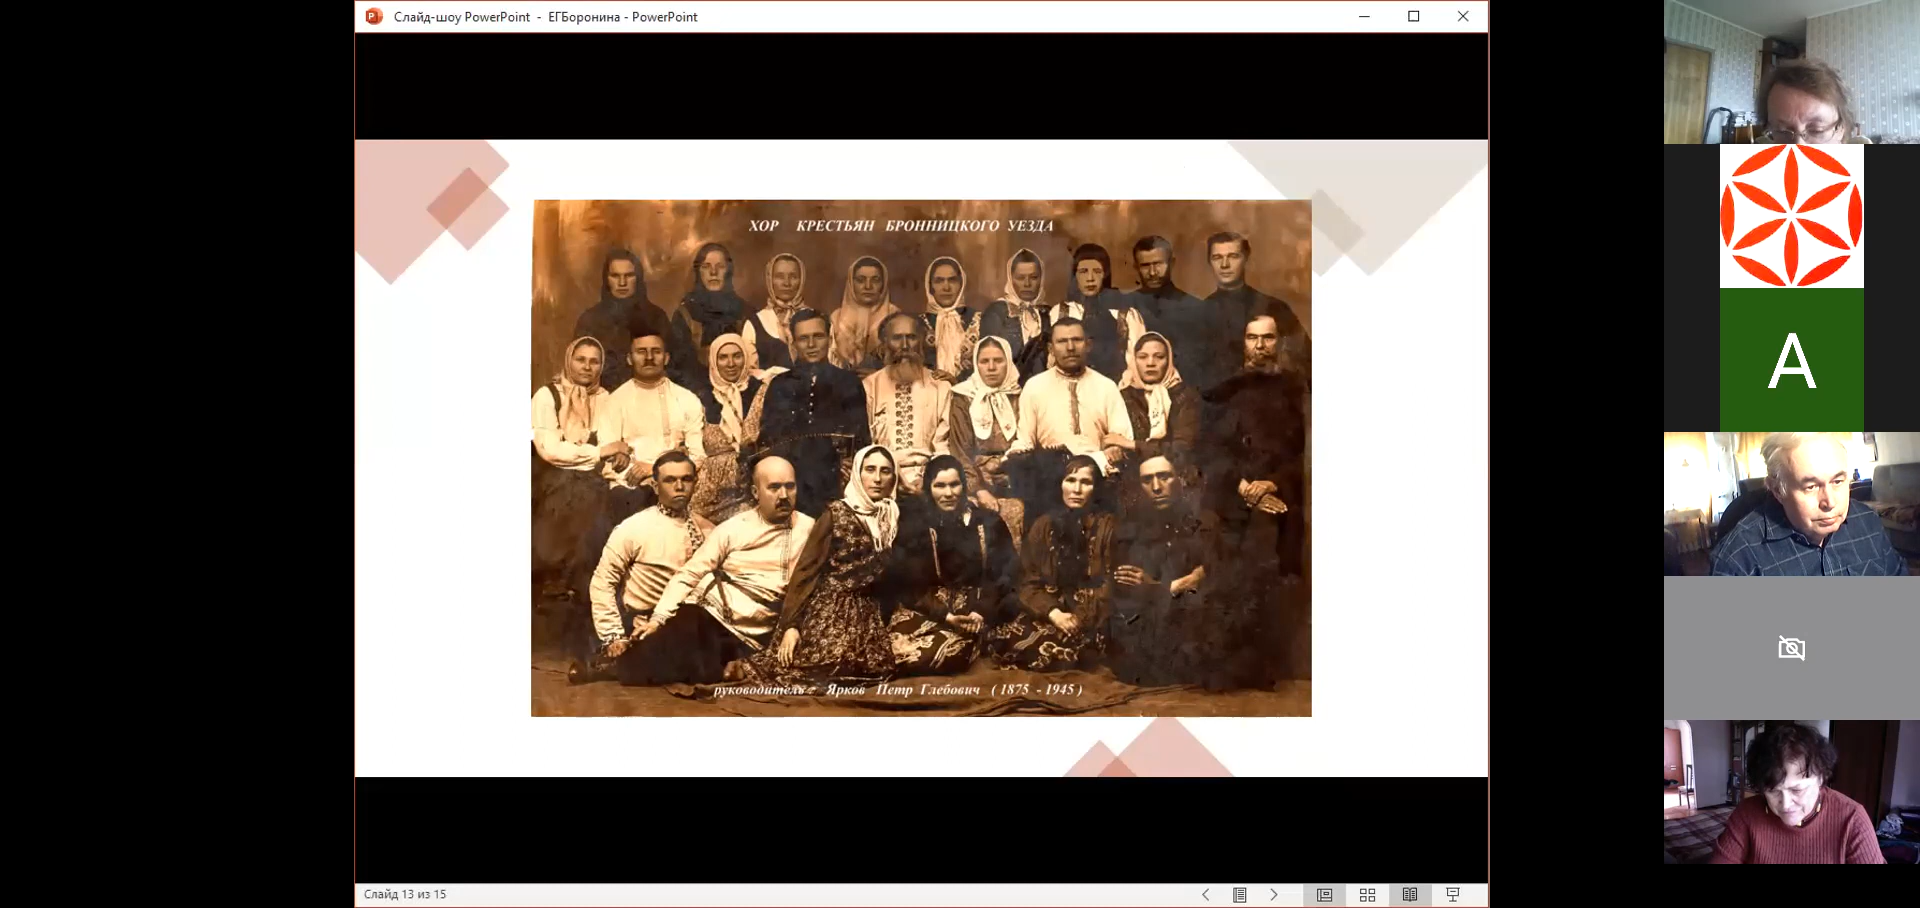 Слайд-шоу PowerPoint - ЕГБоронина - PowerPoint
ХОР КРЕСТЬЯН БРОННИЦКОГО УЕЗДА
руководитель - Ярков Петр Глебович ( 1875 - 1945 )
Слайд 13 из 15
A